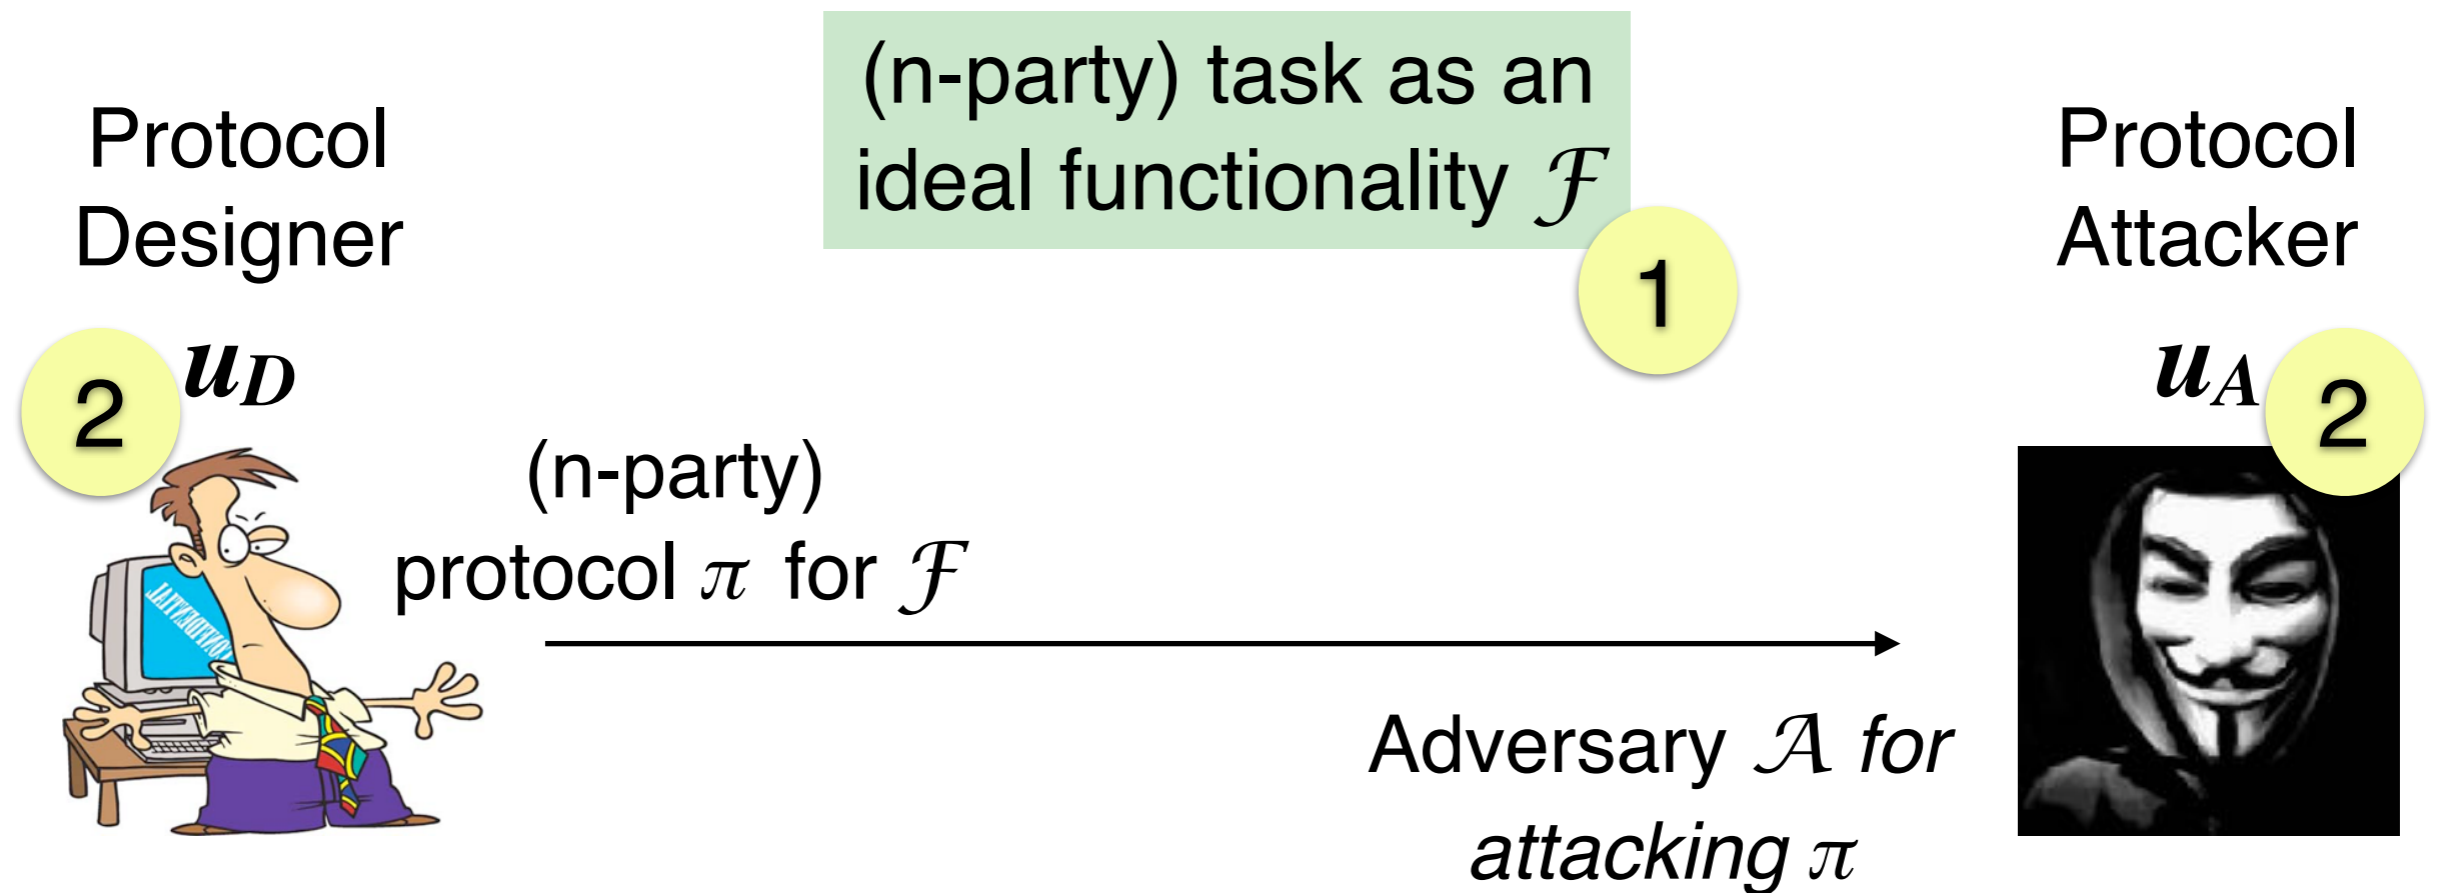 (n-party) task as an
ideal functionality ℱ
1
Protocol
Designer
2
u_D
Protocol
Attacker
u_A
2
(n-party)
protocol π for ℱ
CONFIDENTIAL
Adversary 𝒜 for
attacking π